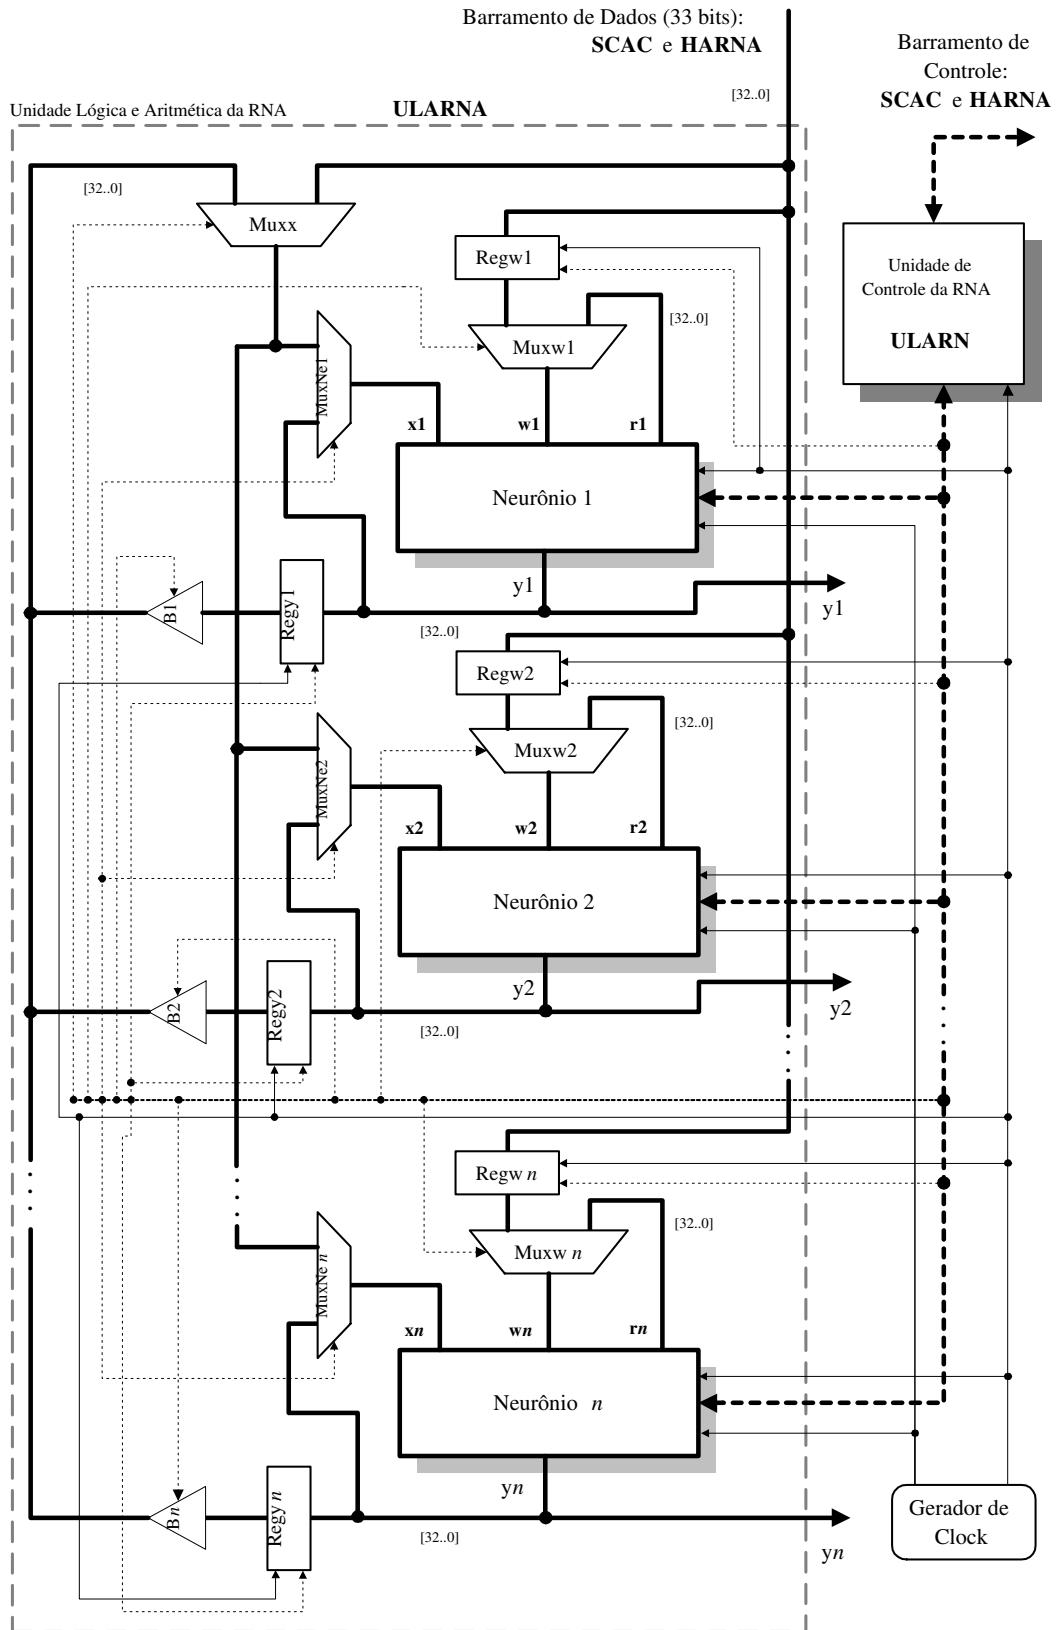 Barramento de Dados (33 bits):
SCAC e HARNA
Barramento de
Controle:
SCAC e HARNA
[32..0]
Unidade Lógica e Aritmética da RNA
ULARNA
[32..0]
Muxx
Regw1
Unidade de
Controle da RNA
ULARN
[32..0]
Muxw1
MuxNe1
x1
w1
r1
Neurônio 1
y1
B1
Regy1
[32..0]
y1
Regw2
[32..0]
Muxw2
MuxNe2
x2
w2
r2
Neurônio 2
y2
B2
Regy2
[32..0]
y2
Regw n
[32..0]
Muxw n
MuxNe n
xn
wn
rn
Neurônio n
yn
Bn
Regy n
[32..0]
yn
Gerador de
Clock